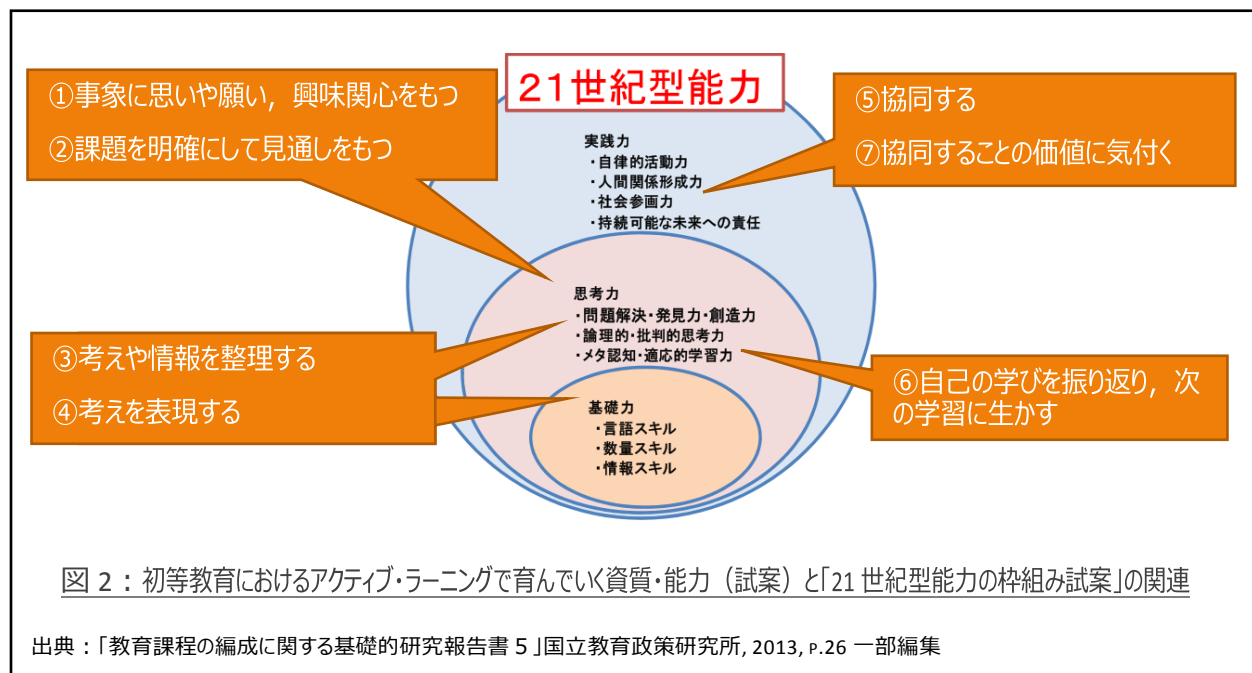 21世紀型能力
①事象に思いや願い，興味関心をもつ
②課題を明確にして見通しをもつ
⑤協同する
⑦協同することの価値に気付く
実践力
・自律的活動力
・人間関係形成力
・社会参画力
・持続可能な未来への責任
思考力
・問題解決・発見力・創造力
・論理的・批判的思考力
・メタ認知・適応的学習力
③考えや情報を整理する
④考えを表現する
⑥自己の学びを振り返り，次
の学習に生かす
基礎力
・言語スキル
・数量スキル
・情報スキル
図 2：初等教育におけるアクティブ・ラーニングで育んでいく資質・能力（試案）と「21 世紀型能力の枠組み試案」の関連
出典：「教育課程の編成に関する基礎的研究報告書 5」国立教育政策研究所, 2013, P.26 一部編集